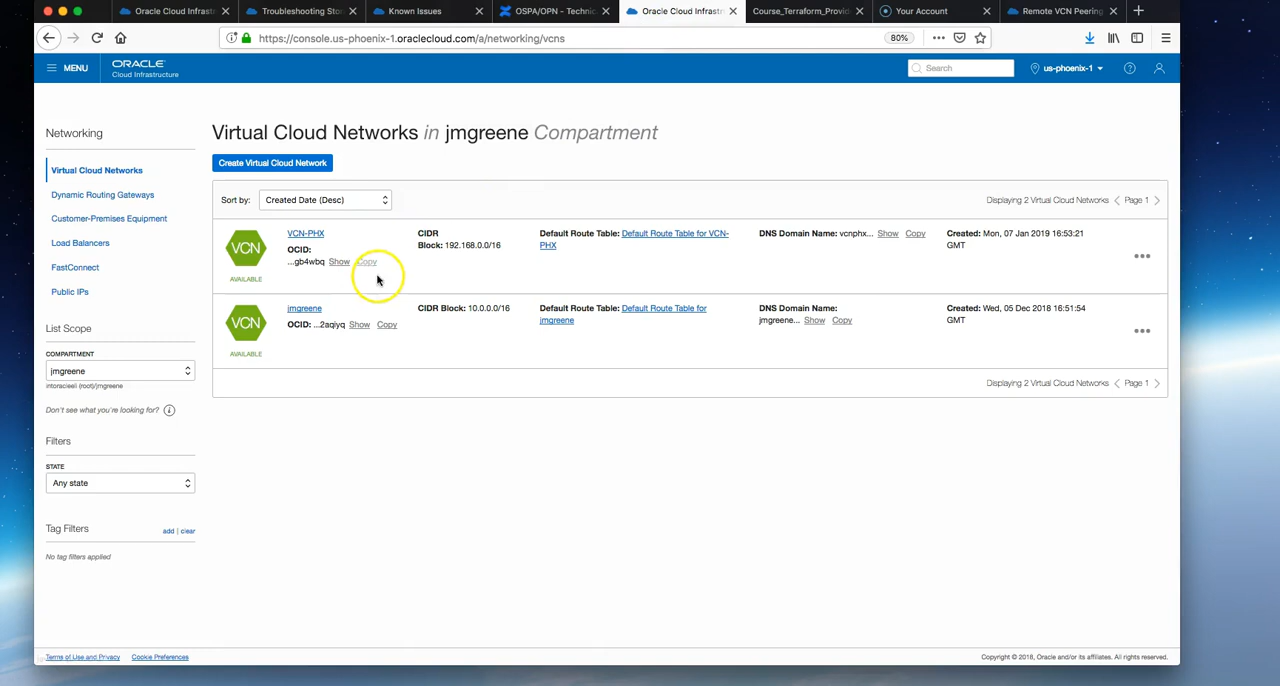 Oracle Cloud Infrast
Troubleshooting Stor
Known Issues
OSPA/OPN - Technic
Oracle Cloud Infrastr
Course_Terraform_Provid
Your Account
Remote VCN Peering
https://console.us-phoenix-1.oraclecloud.com/a/networking/vcns
80%
MENU
ORACLE
Cloud Infrastructure
Search
us-phoenix-1
Networking
Virtual Cloud Networks
Dynamic Routing Gateways
Customer-Premises Equipment
Load Balancers
FastConnect
Public IPs
List Scope
COMPARTMENT
jmgreene
(root)/jmgreene
Don't see what you're looking for?
Filters
STATE
Any state
Tag Filters
add | clear
No tag filters applied
Virtual Cloud Networks in jmgreene Compartment
Create Virtual Cloud Network
Sort by:
Created Date (Desc)
Displaying 2 Virtual Cloud Networks < Page 1 >
VCN
AVAILABLE
VCN-PHX
OCID:
...gb4wbq Show Copy
CIDR
Block: 192.168.0.0/16
Default Route Table: Default Route Table for VCN-
PHX
DNS Domain Name: vcnphx... Show Copy
Created: Mon, 07 Jan 2019 16:53:21
GMT
VCN
AVAILABLE
jmgreene
OCID: ...2aqiyq Show Copy
CIDR Block: 10.0.0.0/16
Default Route Table: Default Route Table for
jmgreene
DNS Domain Name:
jmgreene... Show Copy
Created: Wed, 05 Dec 2018 16:51:54
GMT
Displaying 2 Virtual Cloud Networks < Page 1 >
Terms of Use and Privacy
Cookie Preferences
Copyright © 2018, Oracle and/or its affiliates. All rights reserved.